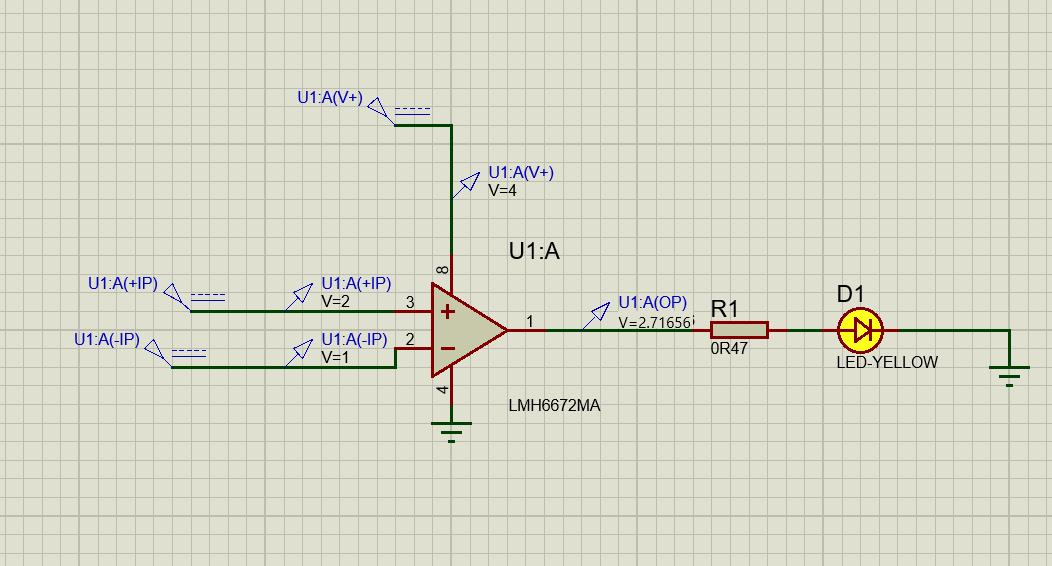 U1:A(V+)
U1:A(V+)
V=4
U1:A
8
U1:A(+IP)
U1:A(+IP)
V=2
3
U1:A(-IP)
U1:A(-IP)
V=1
2
1
U1:A(OP)
V=2.71656
R1
0R47
D1
LED-YELLOW
4
LMH6672MA